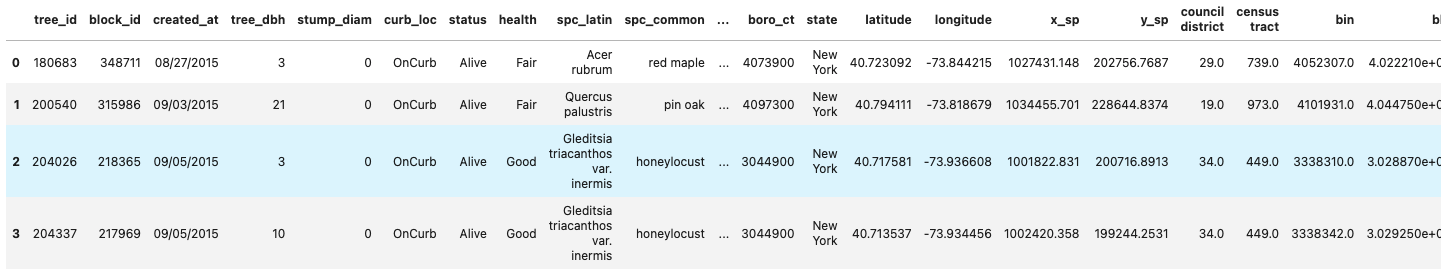 tree_id block_id created_at tree_dbh stump_diam curb_loc status health spc_latin spc_common ... boro_ct state latitude longitude x_sp y_sp council district census tract bin
0 180683 348711 08/27/2015 3 0 OnCurb Alive Fair Acer rubrum red maple ... 4073900 New York 40.723092 -73.844215 1027431.148 202756.7687 29.0 739.0 4052307.0 4.022210e+0
1 200540 315986 09/03/2015 21 0 OnCurb Alive Fair Quercus palustris pin oak ... 4097300 New York 40.794111 -73.818679 1034455.701 228644.8374 19.0 973.0 4101931.0 4.044750e+0
2 204026 218365 09/05/2015 3 0 OnCurb Alive Good Gleditsia triacanthos var. inermis honeylocust ... 3044900 New York 40.717581 -73.936608 1001822.831 200716.8913 34.0 449.0 3338310.0 3.028870e+0
3 204337 217969 09/05/2015 10 0 OnCurb Alive Good Gleditsia triacanthos var. inermis honeylocust ... 3044900 New York 40.713537 -73.934456 1002420.358 199244.2531 34.0 449.0 3338342.0 3.029250e+0